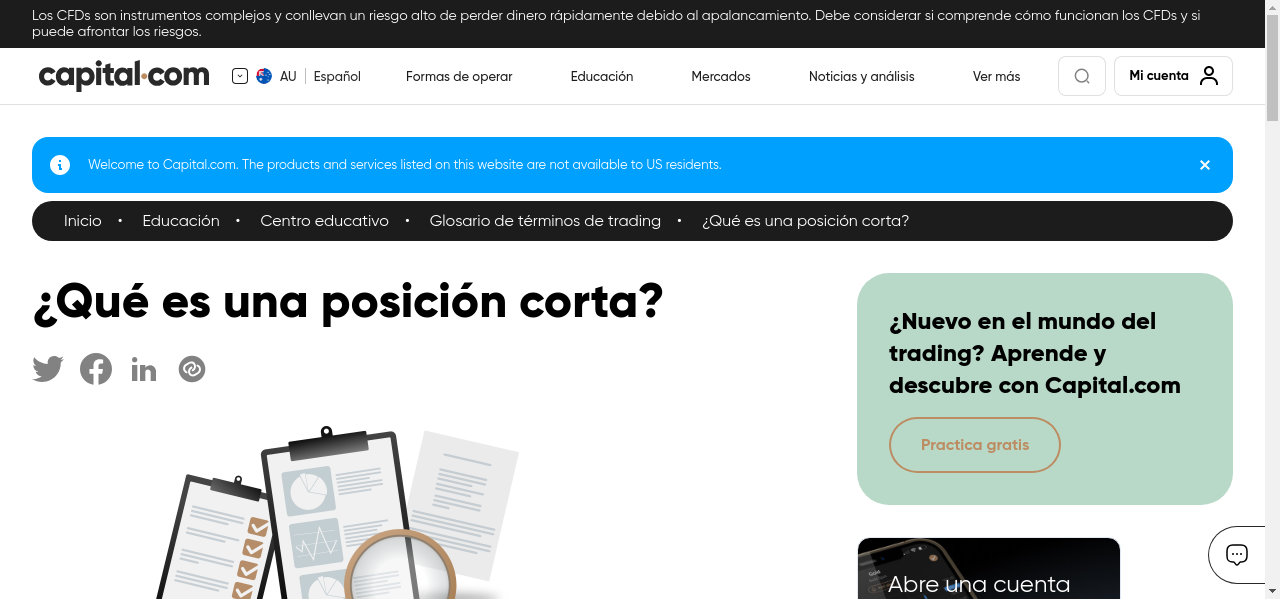 Los CFDs son instrumentos complejos y conllevan un riesgo alto de perder dinero rápidamente debido al apalancamiento. Debe considerar si comprende cómo funcionan los CFDs y si
puede afrontar los riesgos.
capital.com
AU
Español
Formas de operar
Educación
Mercados
Noticias y análisis
Ver más
Mi cuenta
Welcome to Capital.com. The products and services listed on this website are not available to US residents.
Inicio • Educación • Centro educativo • Glosario de términos de trading • ¿Qué es una posición corta?
¿Qué es una posición corta?
¿Nuevo en el mundo del
trading? Aprende y
descubre con Capital.com
Practica gratis
Abre una cuenta